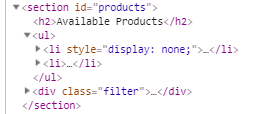 ▼<section id="products">
<h2>Available Products</h2>
▼<ul>
▶<li style="display: none;">…</li>
▶<li>…</li>
</ul>
▶<div class="filter">…</div>
</section>